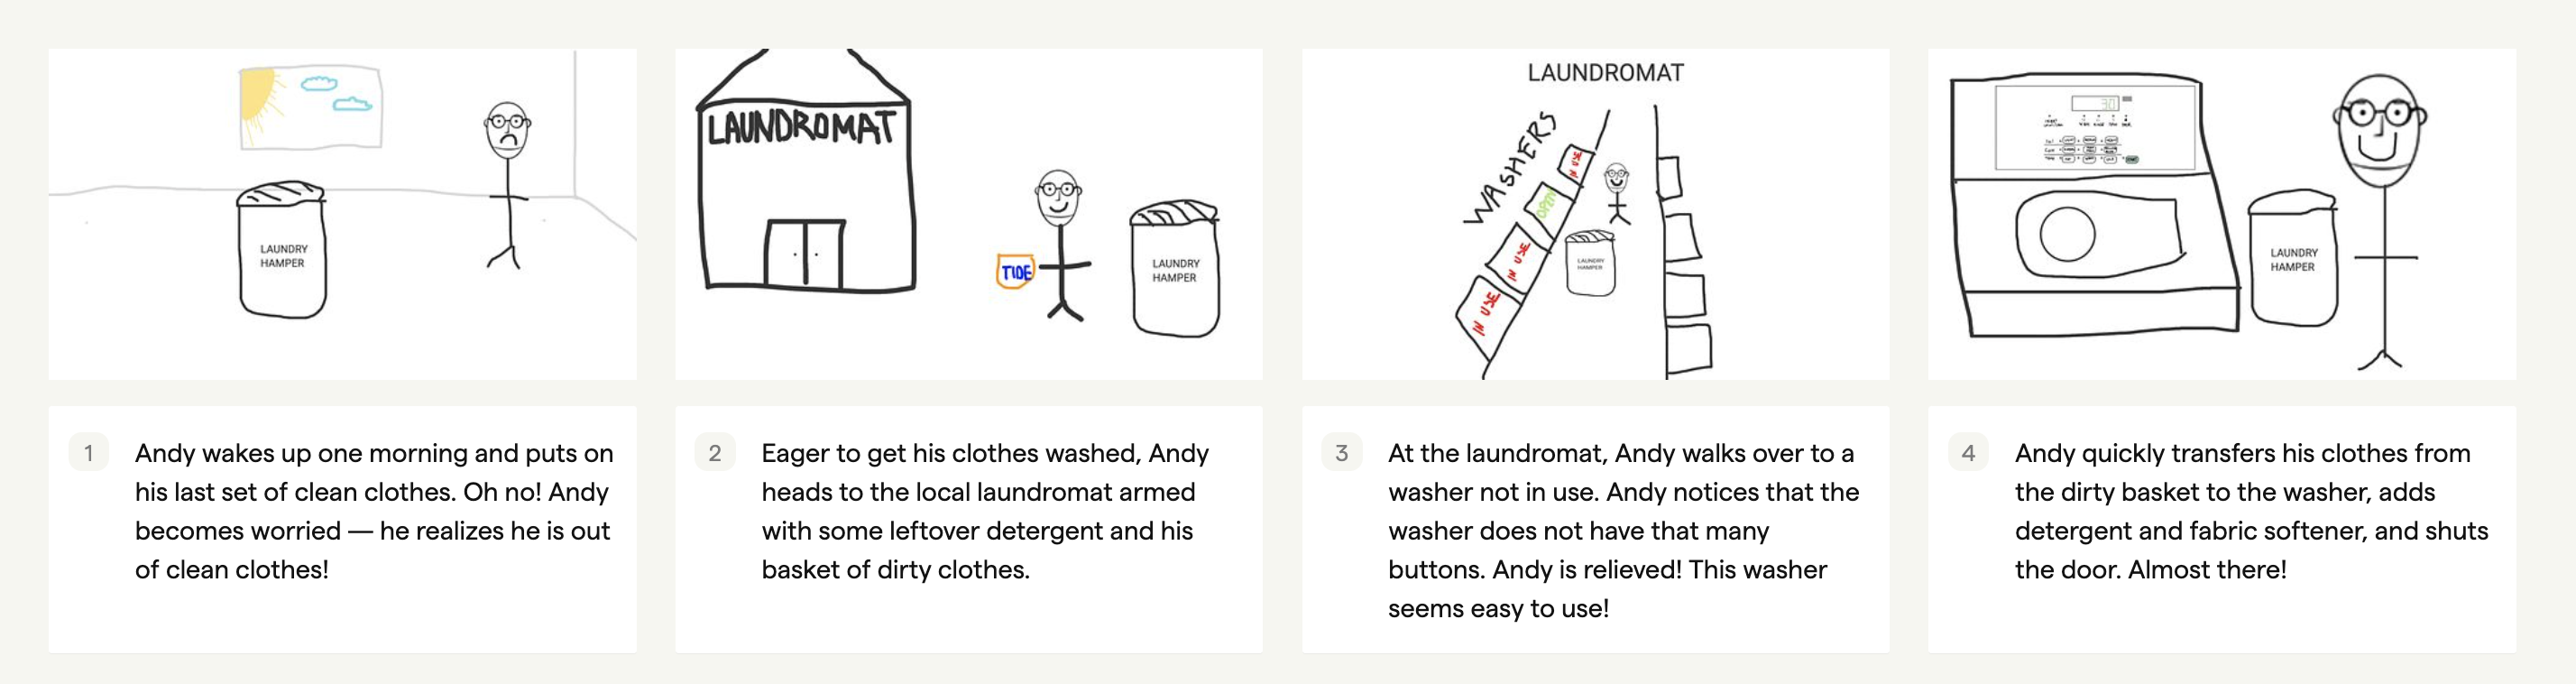 LAUNDRY
HAMPER
LAUNDROMAT
TIDE
LAUNDRY
HAMPER
LAUNDROMAT
WASHERS
IN USE
OPEN
IN USE
IN USE
LAUNDRY
HAMPER
30
LAUNDRY
HAMPER
1
Andy wakes up one morning and puts on
his last set of clean clothes. Oh no! Andy
becomes worried — he realizes he is out
of clean clothes!
2
Eager to get his clothes washed, Andy
heads to the local laundromat armed
with some leftover detergent and his
basket of dirty clothes.
3
At the laundromat, Andy walks over to a
washer not in use. Andy notices that the
washer does not have that many
buttons. Andy is relieved! This washer
seems easy to use!
4
Andy quickly transfers his clothes from
the dirty basket to the washer, adds
detergent and fabric softener, and shuts
the door. Almost there!